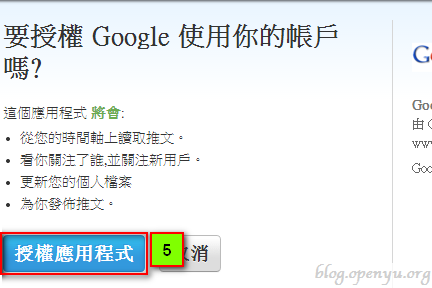 要授權 Google 使用你的帳戶
嗎?
這個應用程式 將會:
• 從您的時間軸上讀取推文。
• 看你關注了誰,並關注新用戶。
• 更新您的個人檔案
• 為你發佈推文。
授權應用程式
5
消
Go
Goo
由
www
Goo
blog.openyu.org